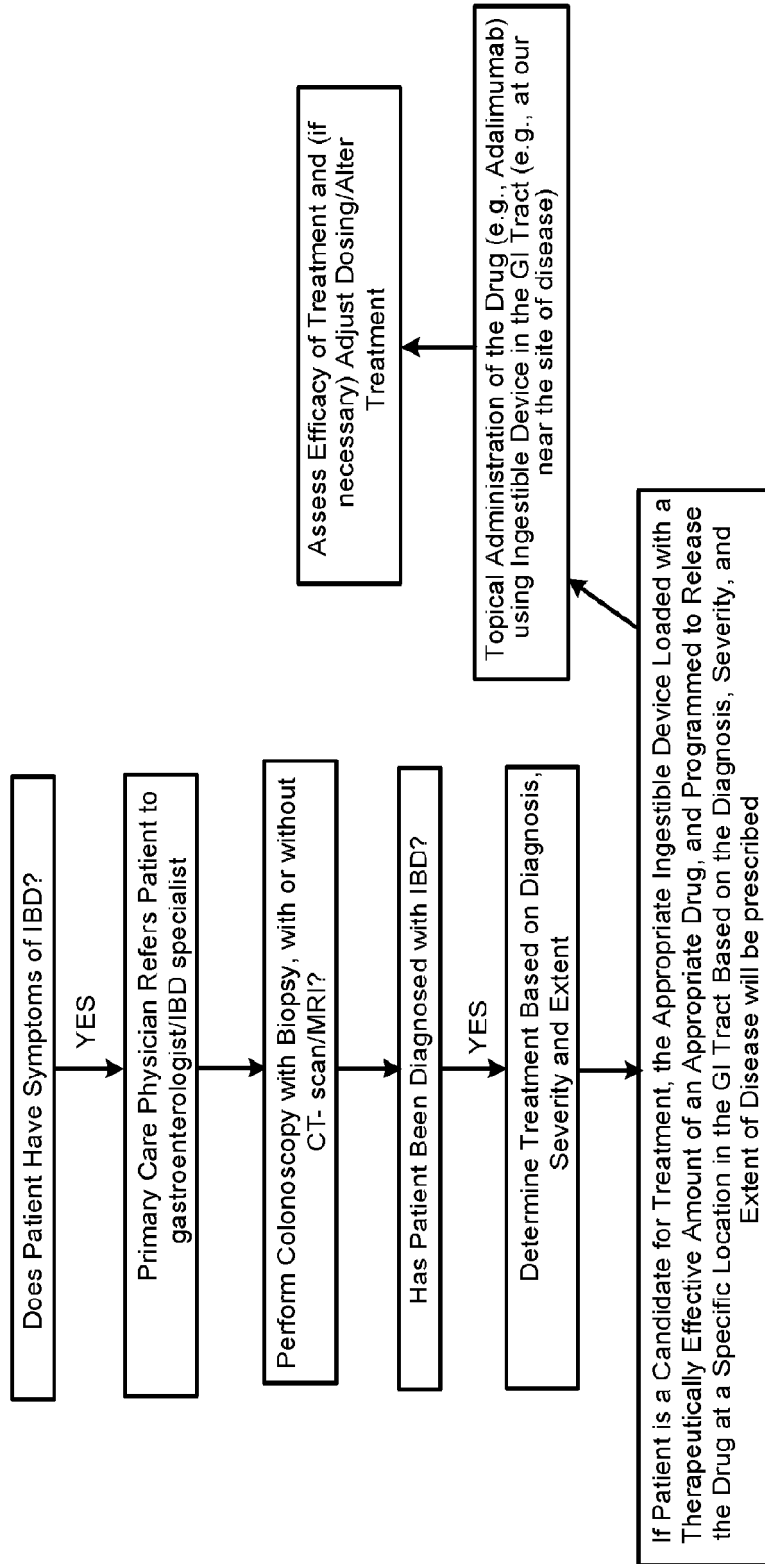 Does Patient Have Symptoms of IBD?
YES
Primary Care Physician Refers Patient to
gastroenterologist/IBD specialist
Perform Colonoscopy with Biopsy, with or without
CT- scan/MRI?
Has Patient Been Diagnosed with IBD?
YES
Determine Treatment Based on Diagnosis,
Severity and Extent
If Patient is a Candidate for Treatment, the Appropriate Ingestible Device Loaded with a
Therapeutically Effective Amount of an Appropriate Drug, and Programmed to Release
the Drug at a Specific Location in the GI Tract Based on the Diagnosis, Severity, and
Extent of Disease will be prescribed
Topical Administration of the Drug (e.g., Adalimumab)
using Ingestible Device in the GI Tract (e.g., at our
near the site of disease)
Assess Efficacy of Treatment and (if
necessary) Adjust Dosing/Alter
Treatment